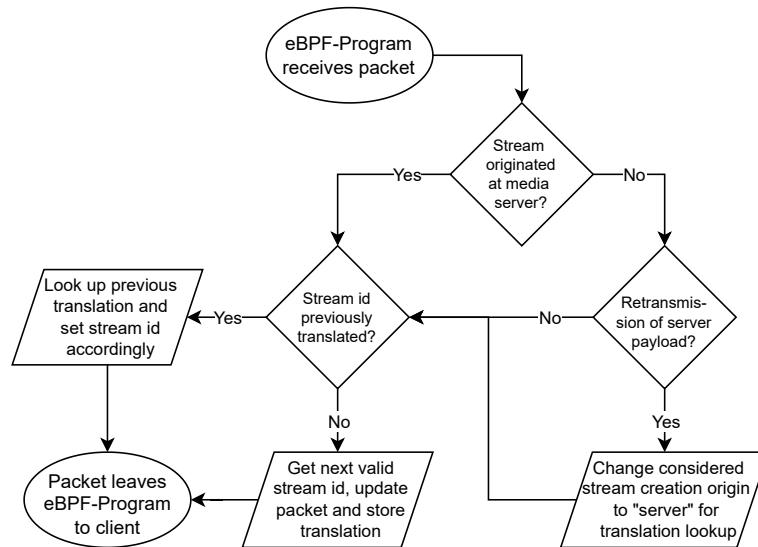 eBPF-Program
receives packet
Stream
originated
at media
server?
Yes
No
Look up previous
translation and
set stream id
accordingly
Yes
Stream id
previously
translated?
No
Retransmis-
sion of server
payload?
No
Yes
Packet leaves
eBPF-Program
to client
Get next valid
stream id, update
packet and store
translation
Change considered
stream creation origin
to "server" for
translation lookup